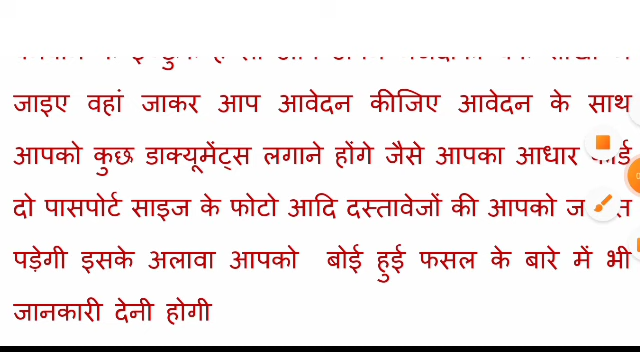 जाइए वहां जाकर आप आवेदन कीजिए आवेदन के साथ
आपको कुछ डाक्यूमेंट्स लगाने होंगे जैसे आपका आधार
दो पासपोर्ट साइज के फोटो आदि दस्तावेजों की आपको
पड़ेगी इसके अलावा आपको बोई हुई फसल के बारे में भी
जानकारी देनी होगी